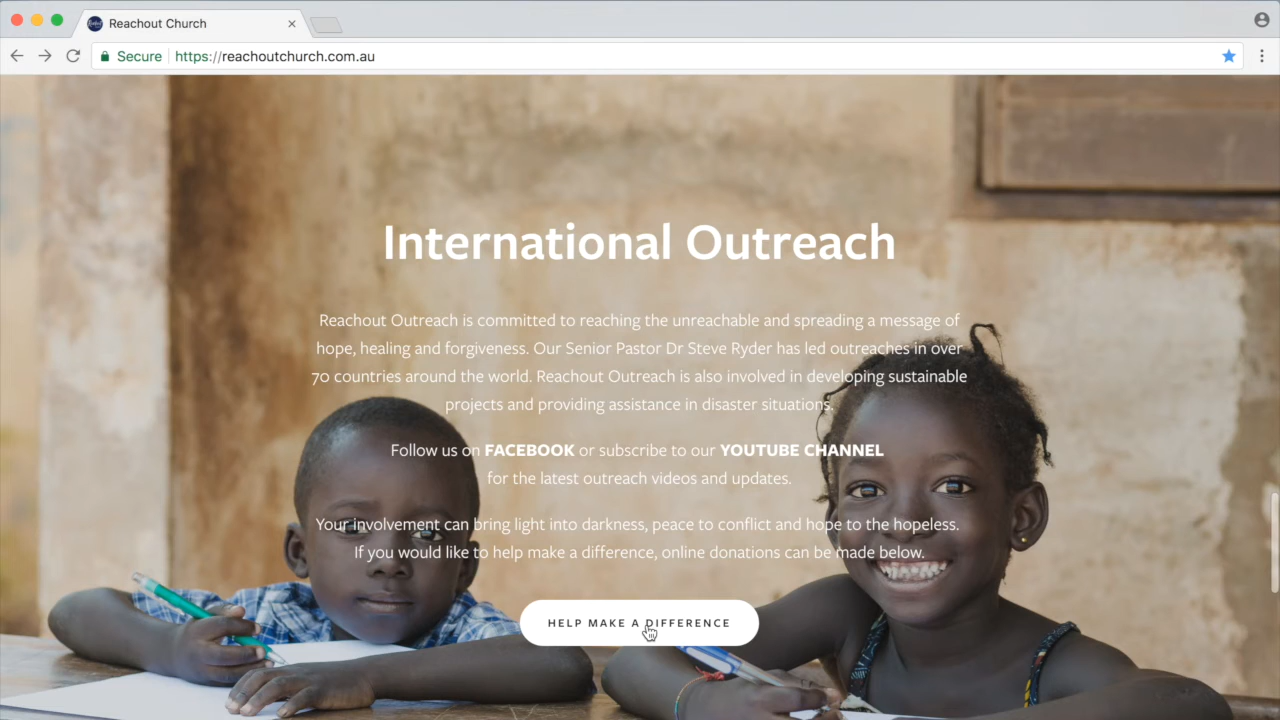 Reachout Church
Secure
https://reachoutchurch.com.au
International Outreach
Reachout Outreach is committed to reaching the unreachable and spreading a message of
hope, healing and forgiveness. Our Senior Pastor Dr Steve Ryder has led outreaches in over
70 countries around the world. Reachout Outreach is also involved in developing sustainable
projects and providing assistance in disaster situations.
Follow us on FACEBOOK or subscribe to our YOUTUBE CHANNEL
for the latest outreach videos and updates.
Your involvement can bring light into darkness, peace to conflict and hope to the hopeless.
If you would like to help make a difference, online donations can be made below.
HELP MAKE A DIFFERENCE